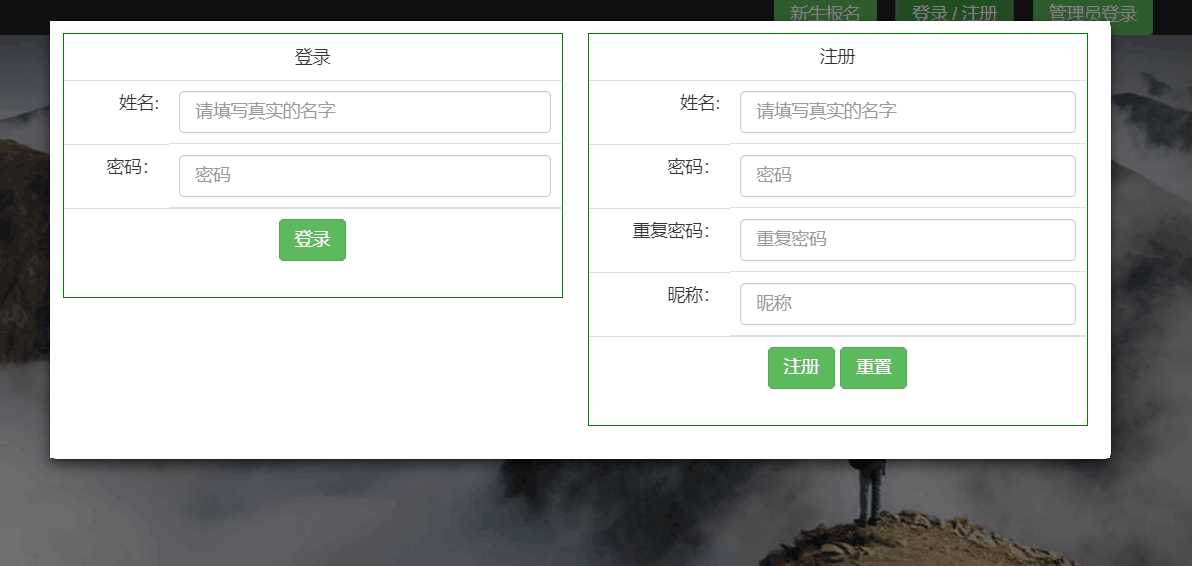 新生报名 登录 / 注册 管理员登录
登录
姓名: 请填写真实的名字
密码： 密码
登录
注册
姓名: 请填写真实的名字
密码： 密码
重复密码： 重复密码
昵称： 昵称
注册 重置